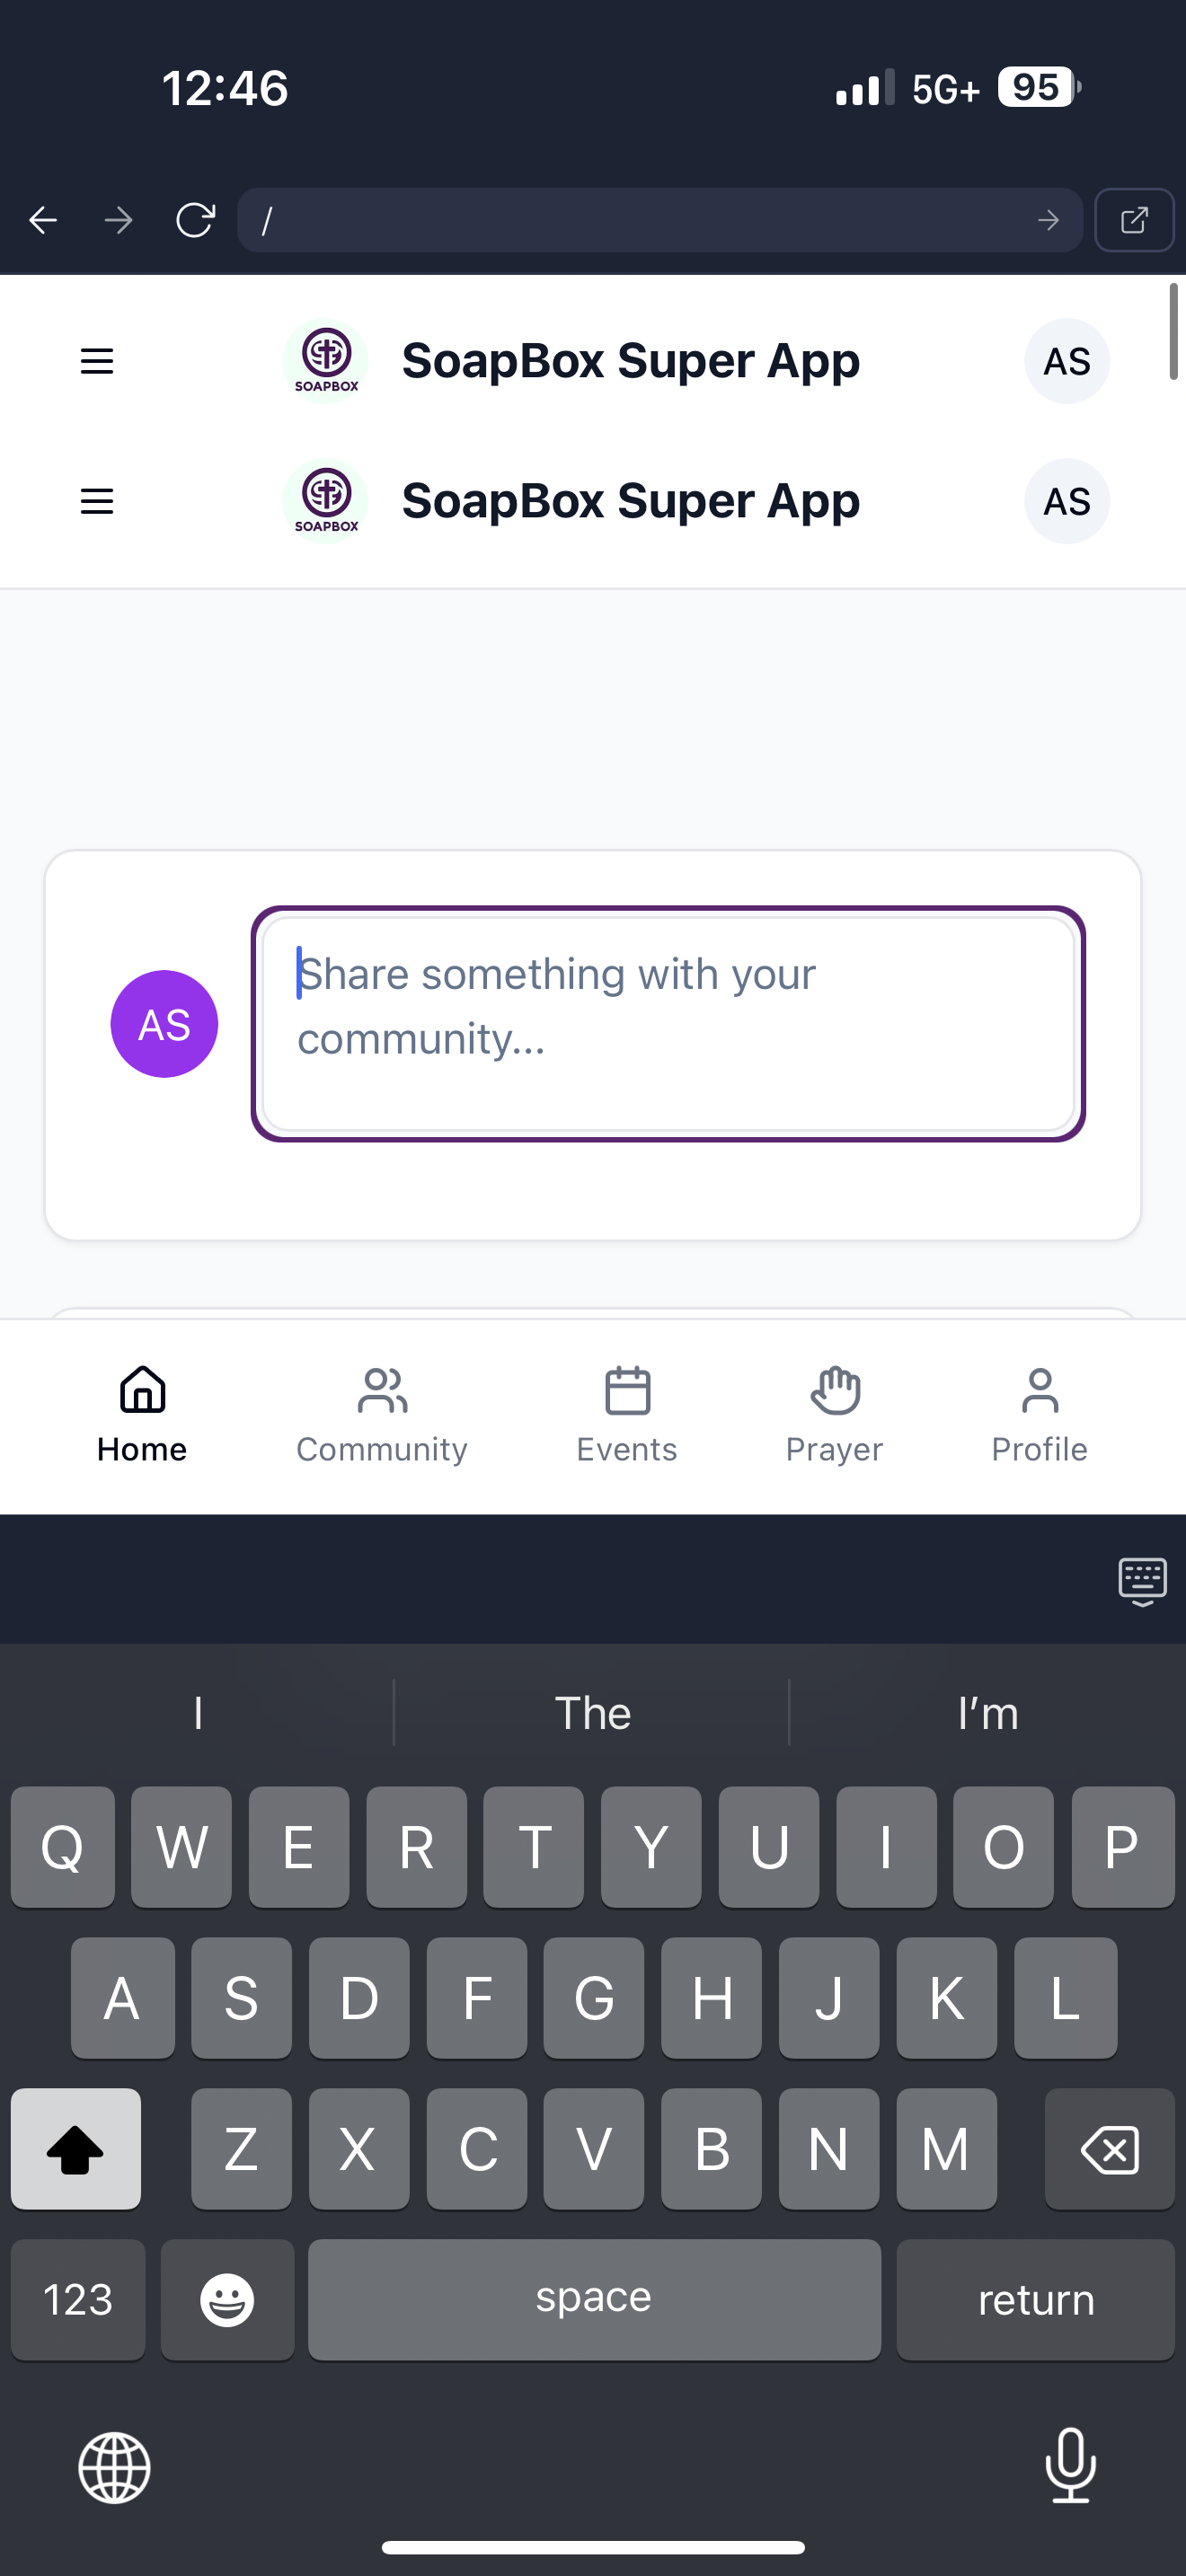 12:46
5G+
95
/
SOAPBOX
SoapBox Super App
AS
SOAPBOX
SoapBox Super App
AS
AS
Share something with your
community...
Home
Community
Events
Prayer
Profile
I
The
I’m
Q W E R T Y U I O P
A S D F G H J K L
Z X C V B N M
123
space
return